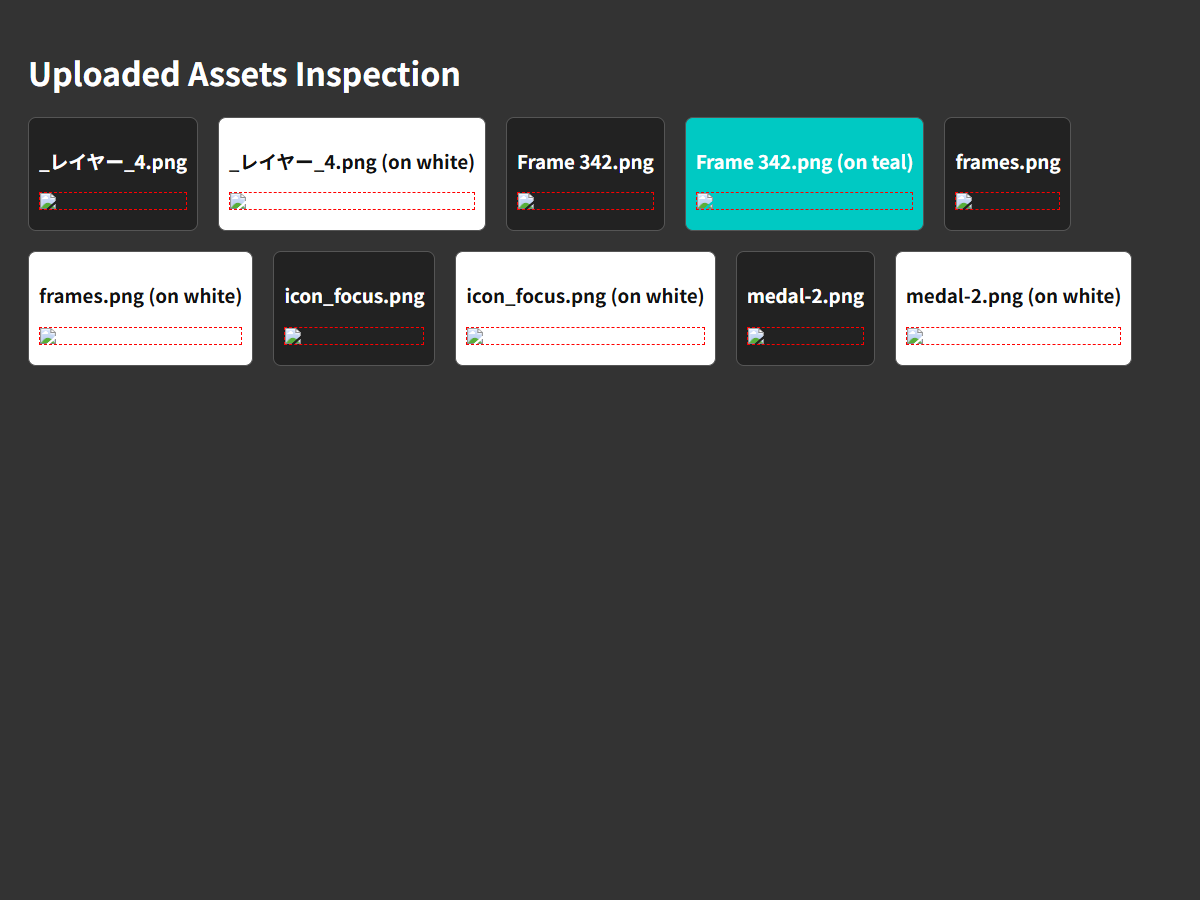 Uploaded Assets Inspection
_レイヤー_4.png
_レイヤー_4.png (on white)
Frame 342.png
Frame 342.png (on teal)
frames.png
frames.png (on white)
icon_focus.png
icon_focus.png (on white)
medal-2.png
medal-2.png (on white)